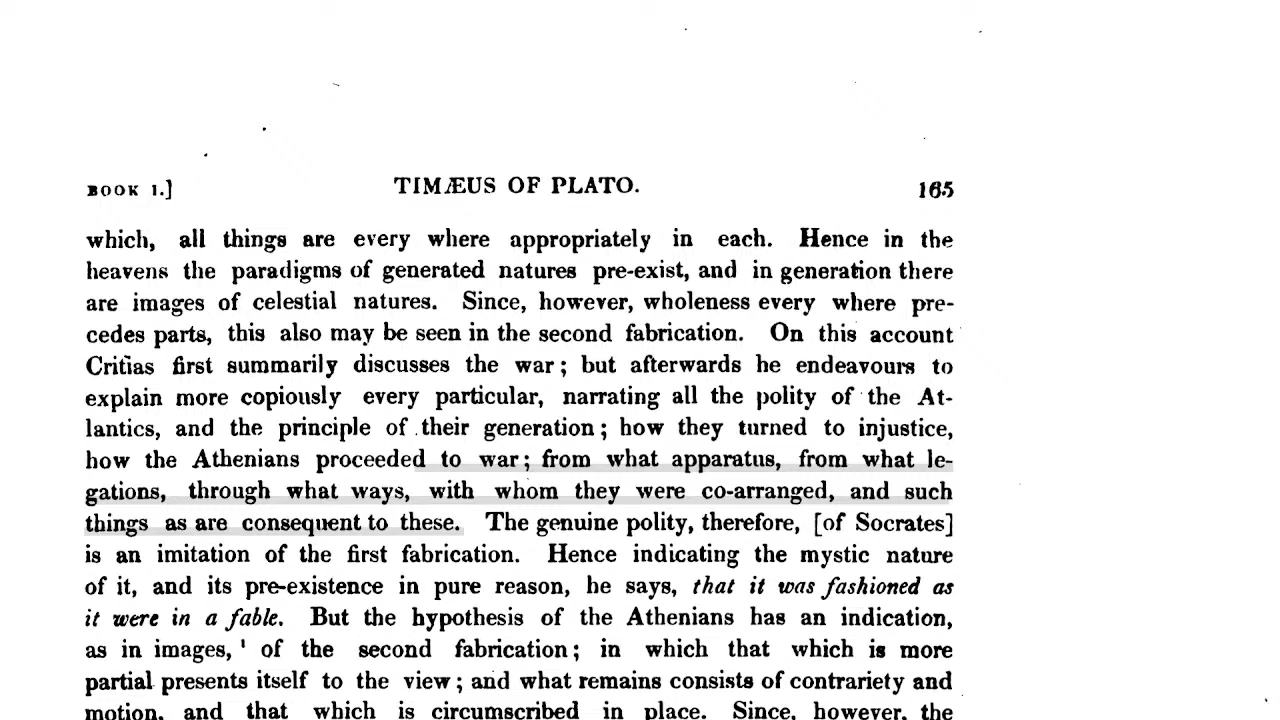 BOOK I.] TIMÆUS OF PLATO. 165
which, all things are every where appropriately in each. Hence in the
heavens the paradigms of generated natures pre-exist, and in generation there
are images of celestial natures. Since, however, wholeness every where pre-
cedes parts, this also may be seen in the second fabrication. On this account
Critias first summarily discusses the war; but afterwards he endeavours to
explain more copiously every particular, narrating all the polity of the At-
lantics, and the principle of their generation; how they turned to injustice,
how the Athenians proceeded to war; from what apparatus, from what le-
gations, through what ways, with whom they were co-arranged, and such
things as are consequent to these. The genuine polity, therefore, [of Socrates]
is an imitation of the first fabrication. Hence indicating the mystic nature
of it, and its pre-existence in pure reason, he says, that it was fashioned as
it were in a fable. But the hypothesis of the Athenians has an indication,
as in images, ¹ of the second fabrication; in which that which is more
partial presents itself to the view; and what remains consists of contrariety and
motion, and that which is circumscribed in place. Since, however, the